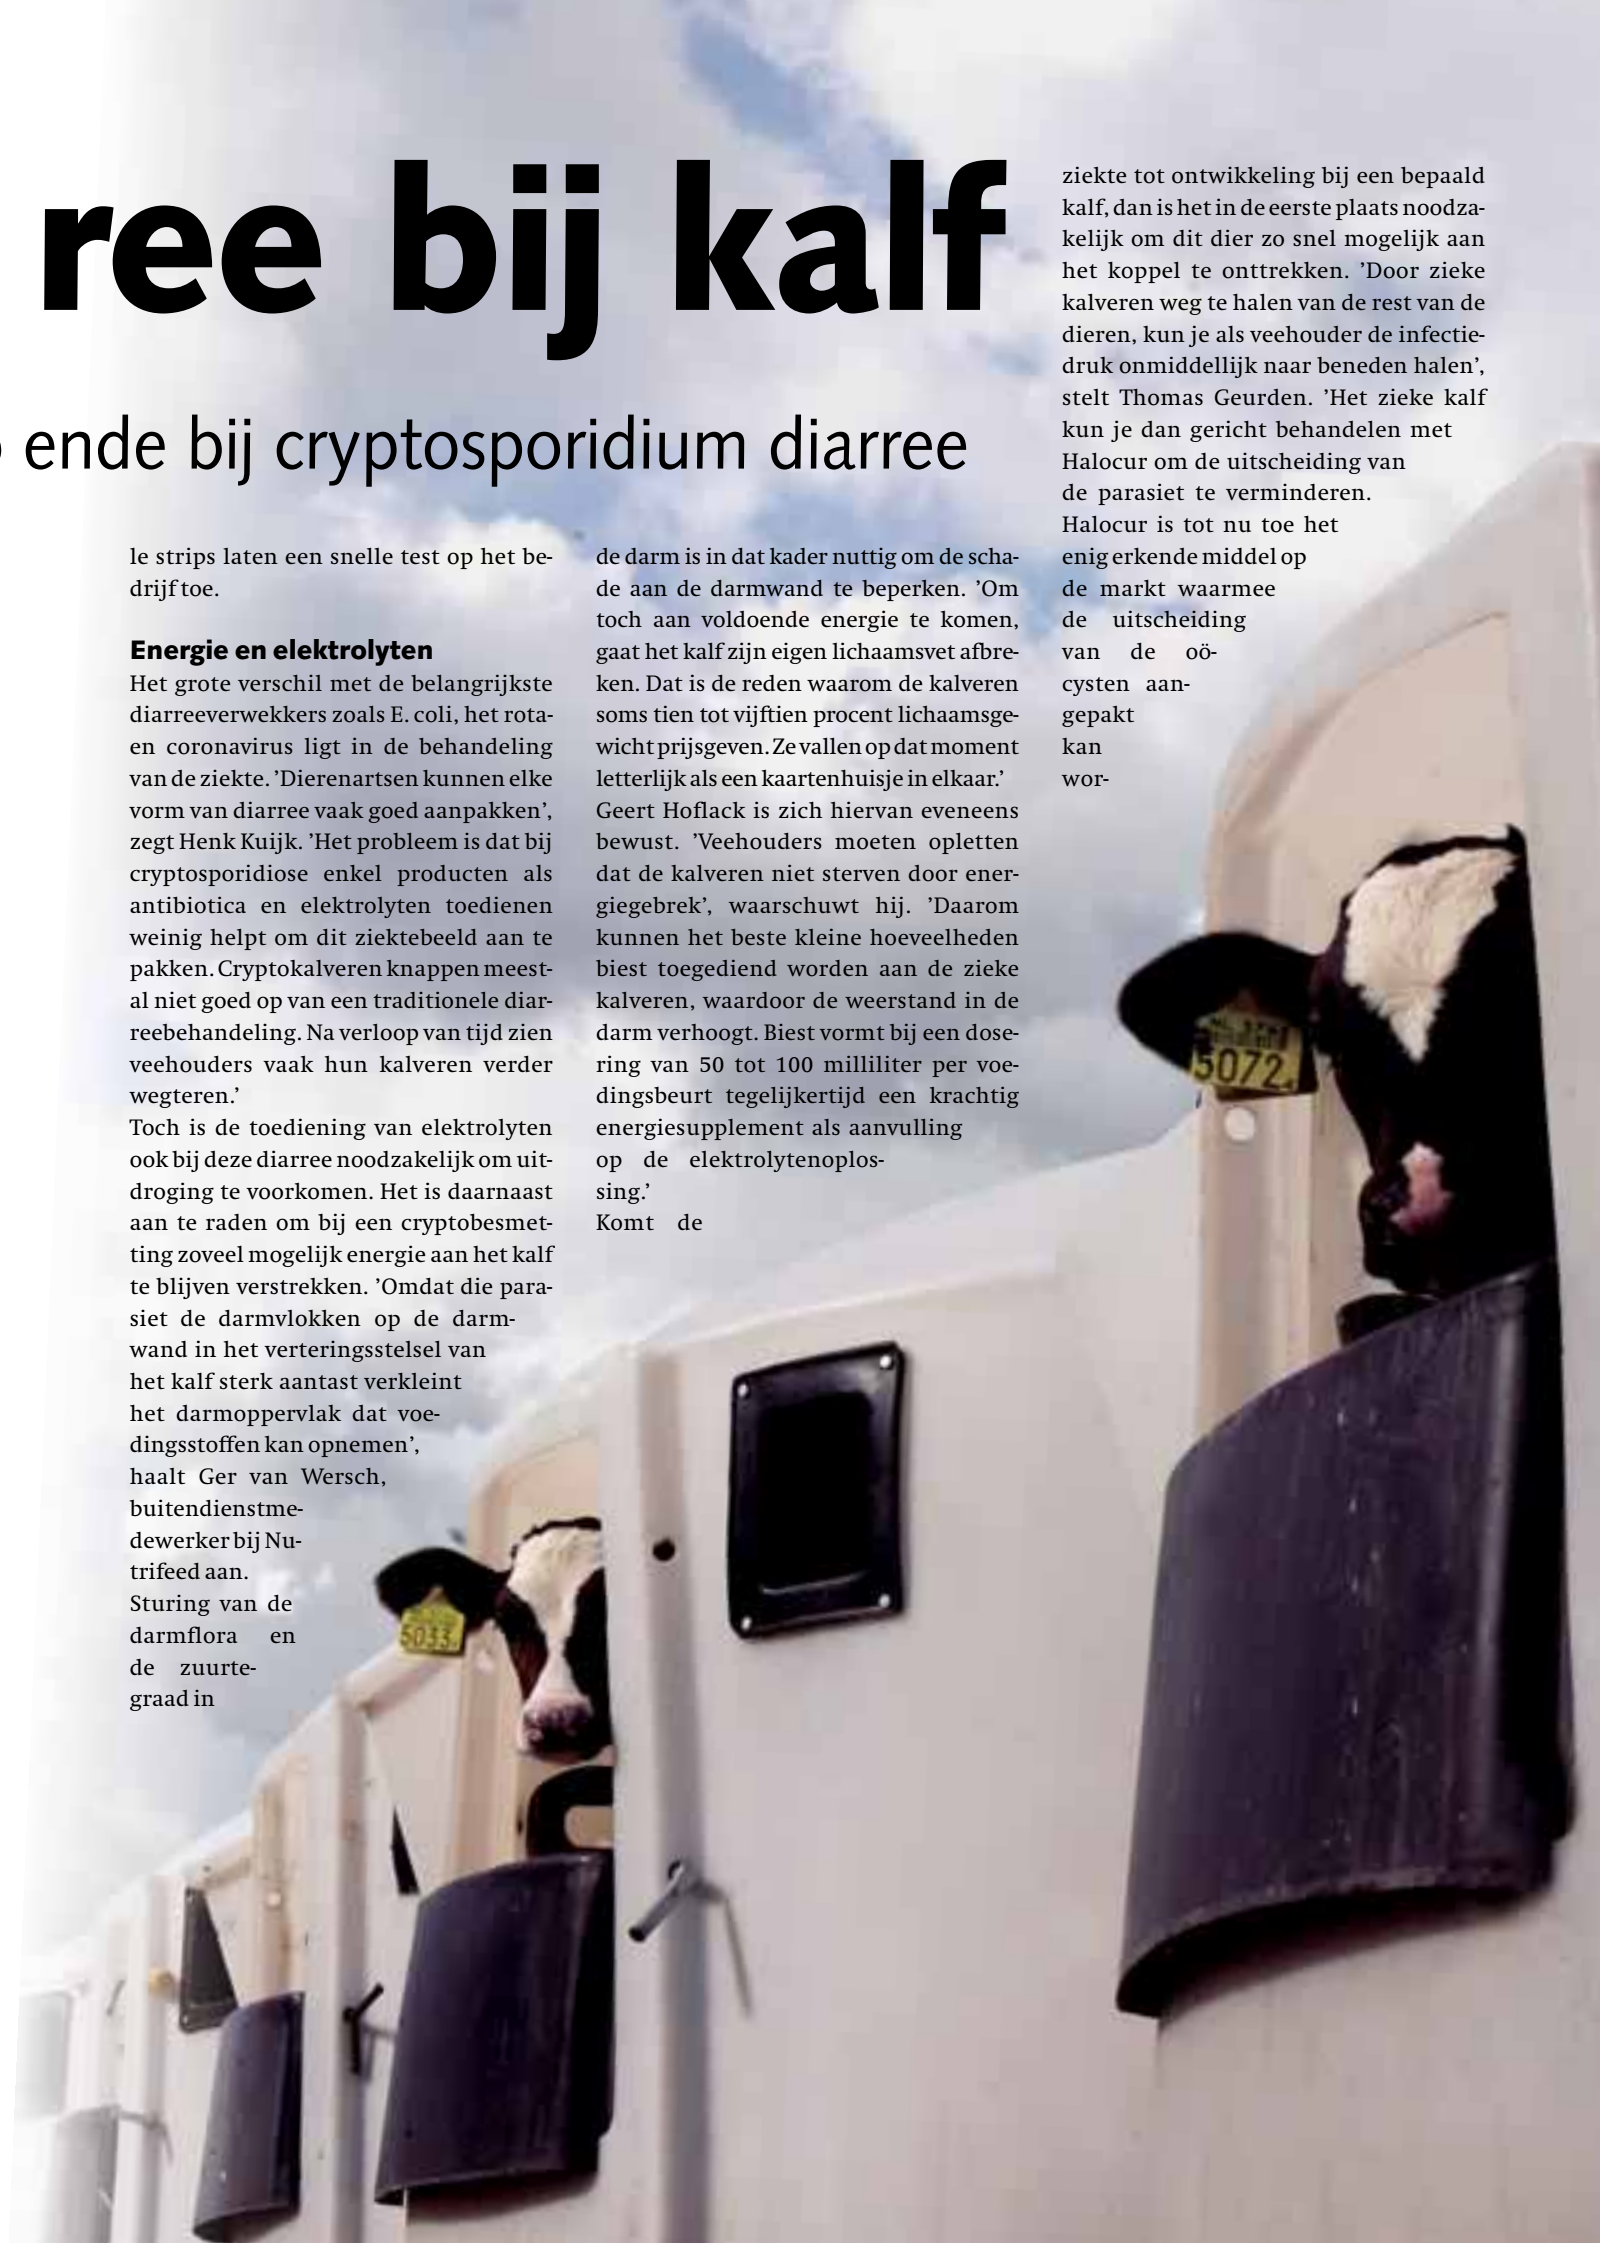 ree bij kalf
ende bij cryptosporidium diarree
le strips laten een snelle test op het be-
drijf toe.
Energie en elektrolyten
Het grote verschil met de belangrijkste
diarreeverwekkers zoals E. coli, het rota-
en coronavirus ligt in de behandeling
van de ziekte. ’Dierenartsen kunnen elke
vorm van diarree vaak goed aanpakken’,
zegt Henk Kuijk. ’Het probleem is dat bij
cryptosporidiose enkel producten als
antibiotica en elektrolyten toedienen
weinig helpt om dit ziektebeeld aan te
pakken. Cryptokalveren knappen meest-
al niet goed op van een traditionele diar-
reebehandeling. Na verloop van tijd zien
veehouders vaak hun kalveren verder
wegteren.’
Toch is de toediening van elektrolyten
ook bij deze diarree noodzakelijk om uit-
droging te voorkomen. Het is daarnaast
aan te raden om bij een cryptobesmet-
ting zoveel mogelijk energie aan het kalf
te blijven verstrekken. ’Omdat die para-
siet de darmvlokken op de darm-
wand in het verteringsstelsel van
het kalf sterk aantast verkleint
het darmoppervlak dat voe-
dingsstoffen kan opnemen’,
haalt Ger van Wersch,
buitendienstme-
dewerker bij Nu-
trifeed aan.
Sturing van de
darmflora en
de zuurte-
graad in
de darm is in dat kader nuttig om de scha-
de aan de darmwand te beperken. ’Om
toch aan voldoende energie te komen,
gaat het kalf zijn eigen lichaamsvet afbre-
ken. Dat is de reden waarom de kalveren
soms tien tot vijftien procent lichaamsge-
wicht prijsgeven. Ze vallen op dat moment
letterlijk als een kaartenhuisje in elkaar.’
Geert Hoflack is zich hiervan eveneens
bewust. ’Veehouders moeten opletten
dat de kalveren niet sterven door ener-
giegebrek’, waarschuwt hij. ’Daarom
kunnen het beste kleine hoeveelheden
biest toegediend worden aan de zieke
kalveren, waardoor de weerstand in de
darm verhoogt. Biest vormt bij een dose-
ring van 50 tot 100 milliliter per voe-
dingsbeurt tegelijkertijd een krachtig
energiesupplement als aanvulling
op de elektrolytenoplos-
sing.’
Komt de
ziekte tot ontwikkeling bij een bepaald
kalf, dan is het in de eerste plaats noodza-
kelijk om dit dier zo snel mogelijk aan
het koppel te onttrekken. ’Door zieke
kalveren weg te halen van de rest van de
dieren, kun je als veehouder de infectie-
druk onmiddellijk naar beneden halen’,
stelt Thomas Geurden. ’Het zieke kalf
kun je dan gericht behandelen met
Halocur om de uitscheiding van
de parasiet te verminderen.
Halocur is tot nu toe het
enig erkende middel op
de markt waarmee
de uitscheiding
van de oö-
cysten aan-
gepakt
kan
wor-
5072
5033